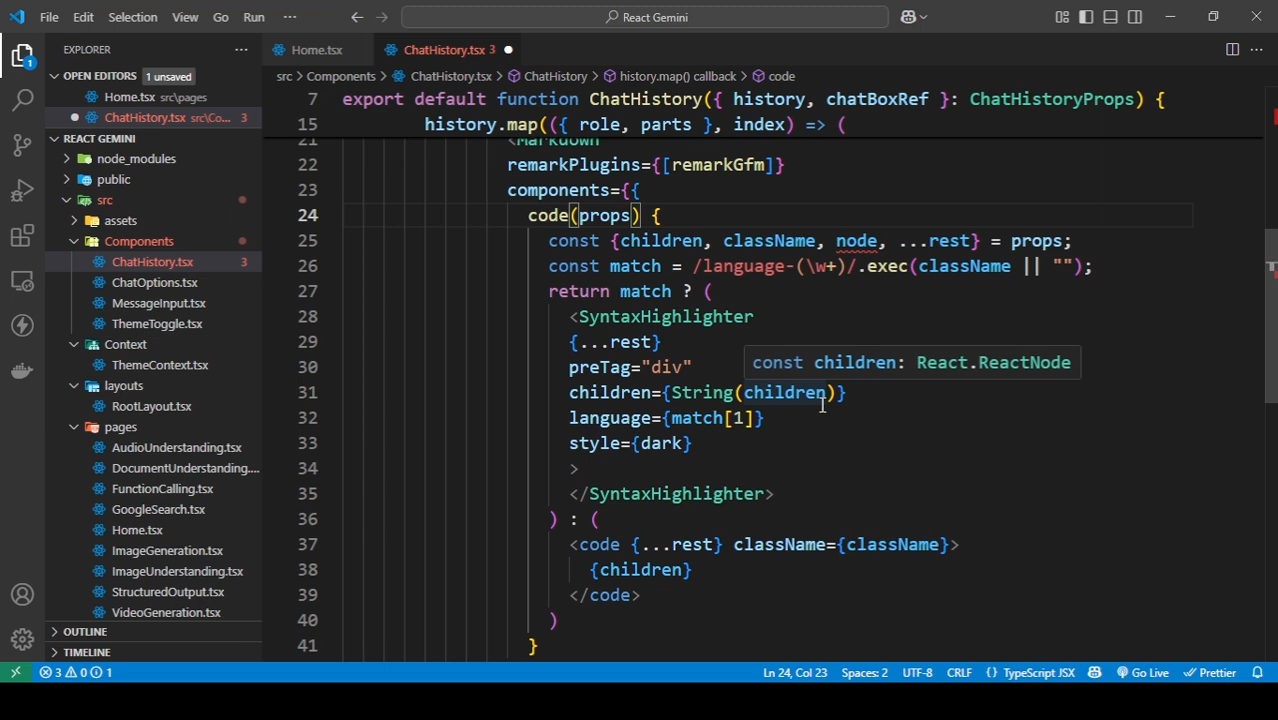 File Edit Selection View Go Run ··· React Gemini
EXPLORER ···
OPEN EDITORS 1 unsaved
Home.tsx src\pages
ChatHistory.tsx src\Co... 3
REACT GEMINI
node_modules
public
src
assets
Components
ChatHistory.tsx 3
ChatOptions.tsx
MessageInput.tsx
ThemeToggle.tsx
Context
ThemeContext.tsx
layouts
RootLayout.tsx
pages
AudioUnderstanding.tsx
DocumentUnderstanding....
FunctionCalling.tsx
GoogleSearch.tsx
Home.tsx
ImageGeneration.tsx
ImageUnderstanding.tsx
StructuredOutput.tsx
VideoGeneration.tsx
OUTLINE
TIMELINE
1
Home.tsx ChatHistory.tsx 3 ···
src > Components > ChatHistory.tsx > ChatHistory > history.map() callback > code
7 export default function ChatHistory({ history, chatBoxRef }: ChatHistoryProps) {
15 history.map(({ role, parts }, index) => (
21 <Markdown
22 remarkPlugins={[remarkGfm]}
23 components={{
24 code(props) {
25 const {children, className, node, ...rest} = props;
26 const match = /language-(\w+)/.exec(className || "");
27 return match ? (
28 <SyntaxHighlighter
29 {...rest}
30 preTag="div"
const children: React.ReactNode
31 children={String(children)}
32 language={match[1]}
33 style={dark}
34 >
35 </SyntaxHighlighter>
36 ) : (
37 <code {...rest} className={className}>
38 {children}
39 </code>
40 )
41 }
3 0 1 Ln 24, Col 23 Spaces: 2 UTF-8 CRLF {} TypeScript JSX Go Live Prettier